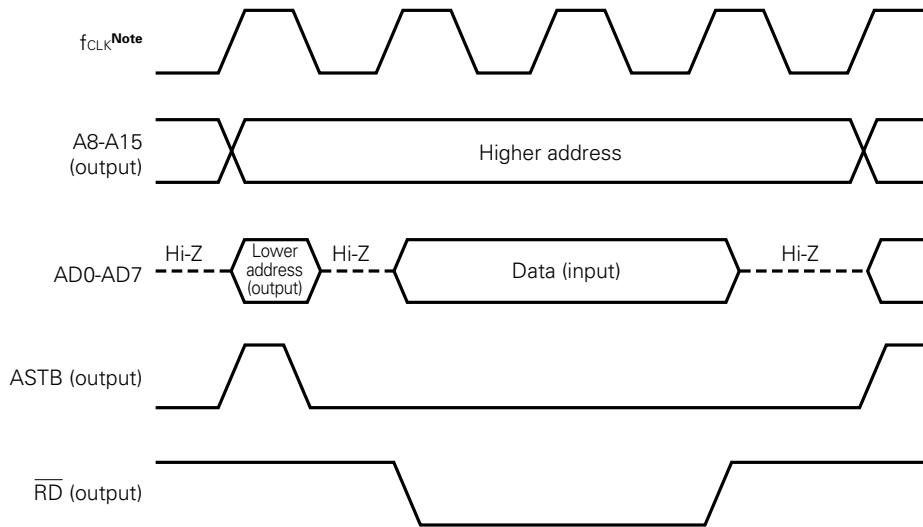 fCLKNote
A8-A15
(output)
Higher address
AD0-AD7
Hi-Z
Lower
address
(output)
Hi-Z
Data (input)
Hi-Z
ASTB (output)
RD (output)